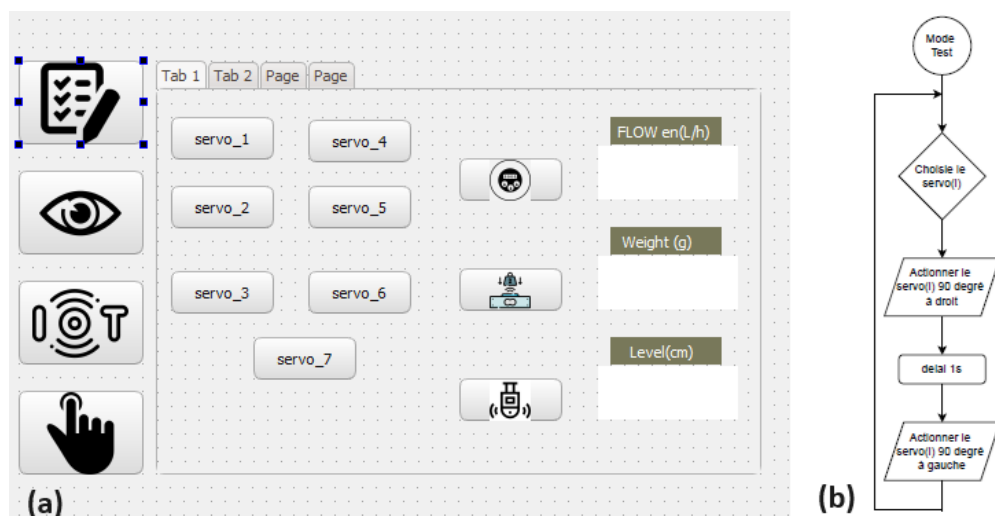 Tab 1
Tab 2
Page
Page
servo_1
servo_4
servo_2
servo_5
servo_3
servo_6
servo_7
FLOW en(L/h)
Weight (g)
Level(cm)
IOT
(a)
Mode
Test
Choisie le
servo(I)
Actionner le
servo(I) 90 degré
à droit
delai 1s
Actionner le
servo(I) 90 degré
à gauche
(b)